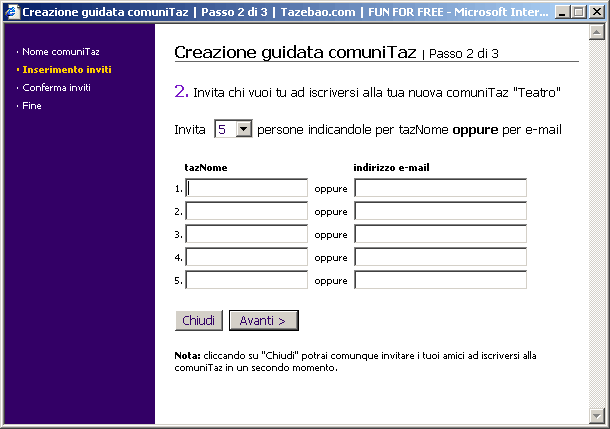 Creazione guidata comuniTaz | Passo 2 di 3 | Tazebao.com | FUN FOR FREE - Microsoft Inter...
· Nome comuniTaz
· Inserimento inviti
· Conferma inviti
· Fine
Creazione guidata comuniTaz | Passo 2 di 3
2. Invita chi vuoi tu ad iscriversi alla tua nuova comuniTaz "Teatro"
Invita 5 persone indicandole per tazNome oppure per e-mail
tazNome indirizzo e-mail
1. oppure
2. oppure
3. oppure
4. oppure
5. oppure
Chiudi Avanti >
Nota: cliccando su "Chiudi" potrai comunque invitare i tuoi amici ad iscriversi alla
comuniTaz in un secondo momento.